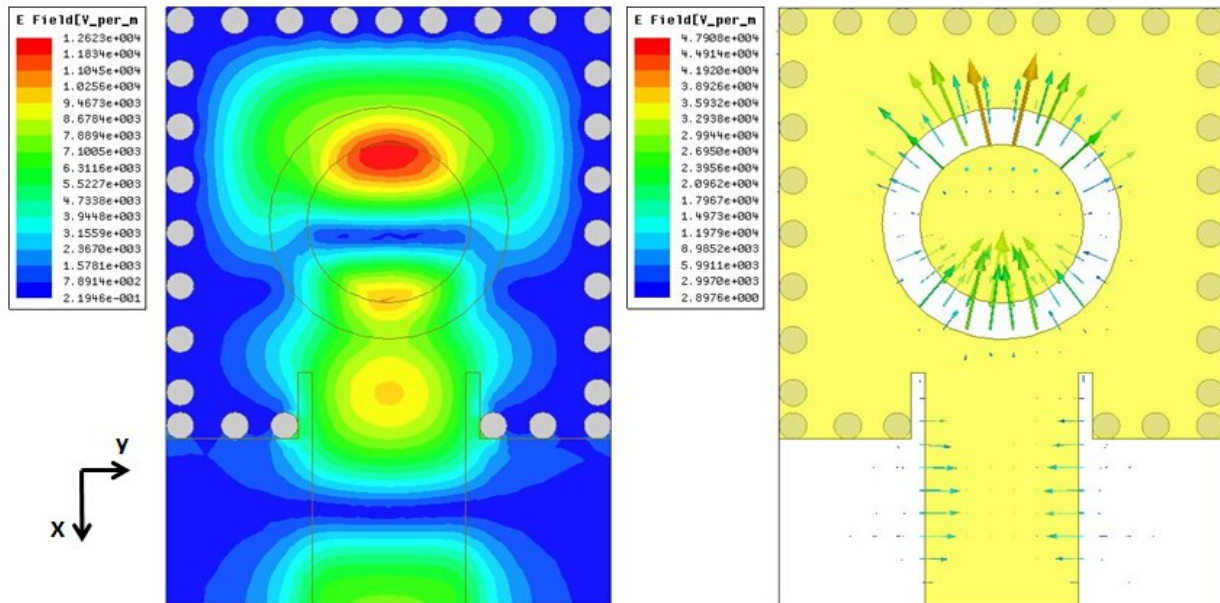 E Field[V_per_m
1.2623e+004
1.1834e+004
1.1045e+004
1.0256e+004
9.4673e+003
8.6784e+003
7.8894e+003
7.1005e+003
6.3116e+003
5.5227e+003
4.7338e+003
3.9448e+003
3.1559e+003
2.3670e+003
1.5781e+003
7.8914e+002
2.1946e-001
E Field[V_per_m
4.7908e+004
4.4914e+004
4.1920e+004
3.8926e+004
3.5932e+004
3.2938e+004
2.9944e+004
2.6950e+004
2.3956e+004
2.0962e+004
1.7967e+004
1.4973e+004
1.1979e+004
8.9852e+003
5.9911e+003
2.9970e+003
2.8976e+000
y
X